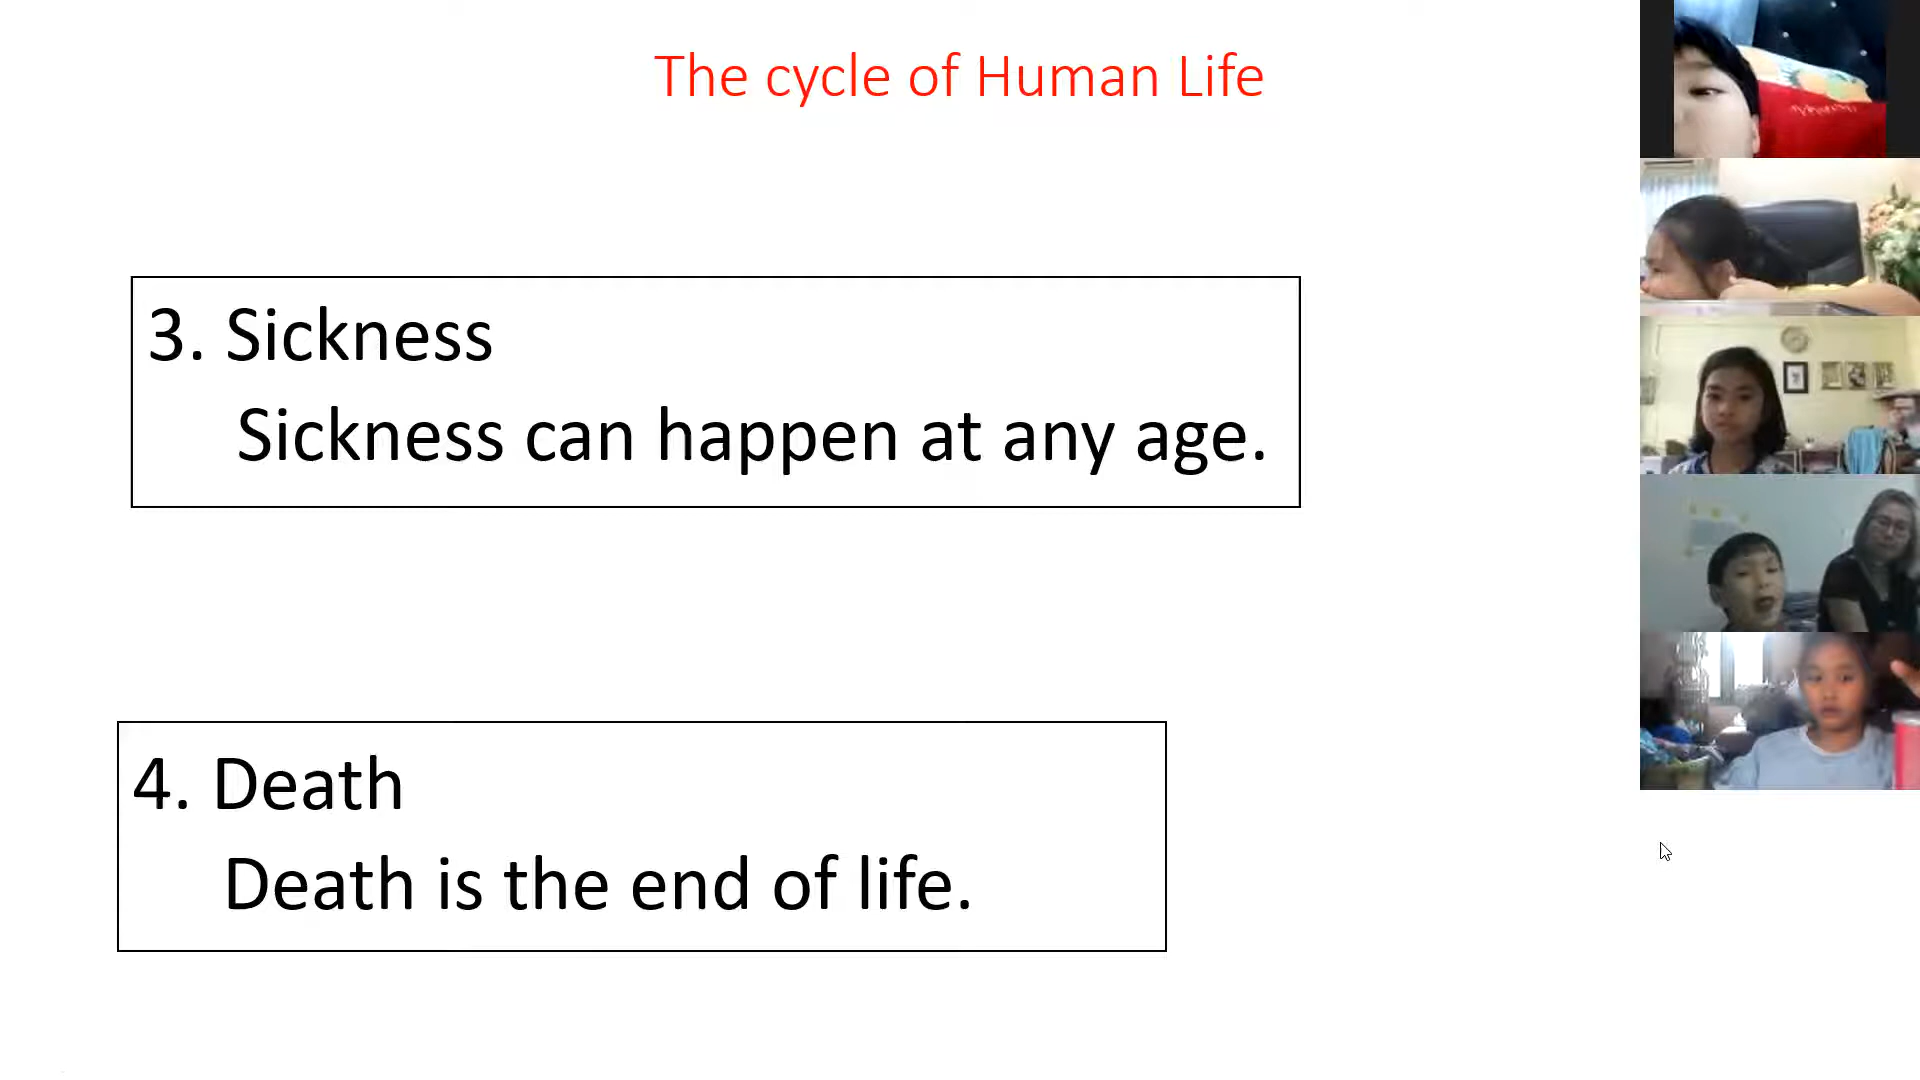 The cycle of Human Life
3. Sickness
Sickness can happen at any age.
4. Death
Death is the end of life.